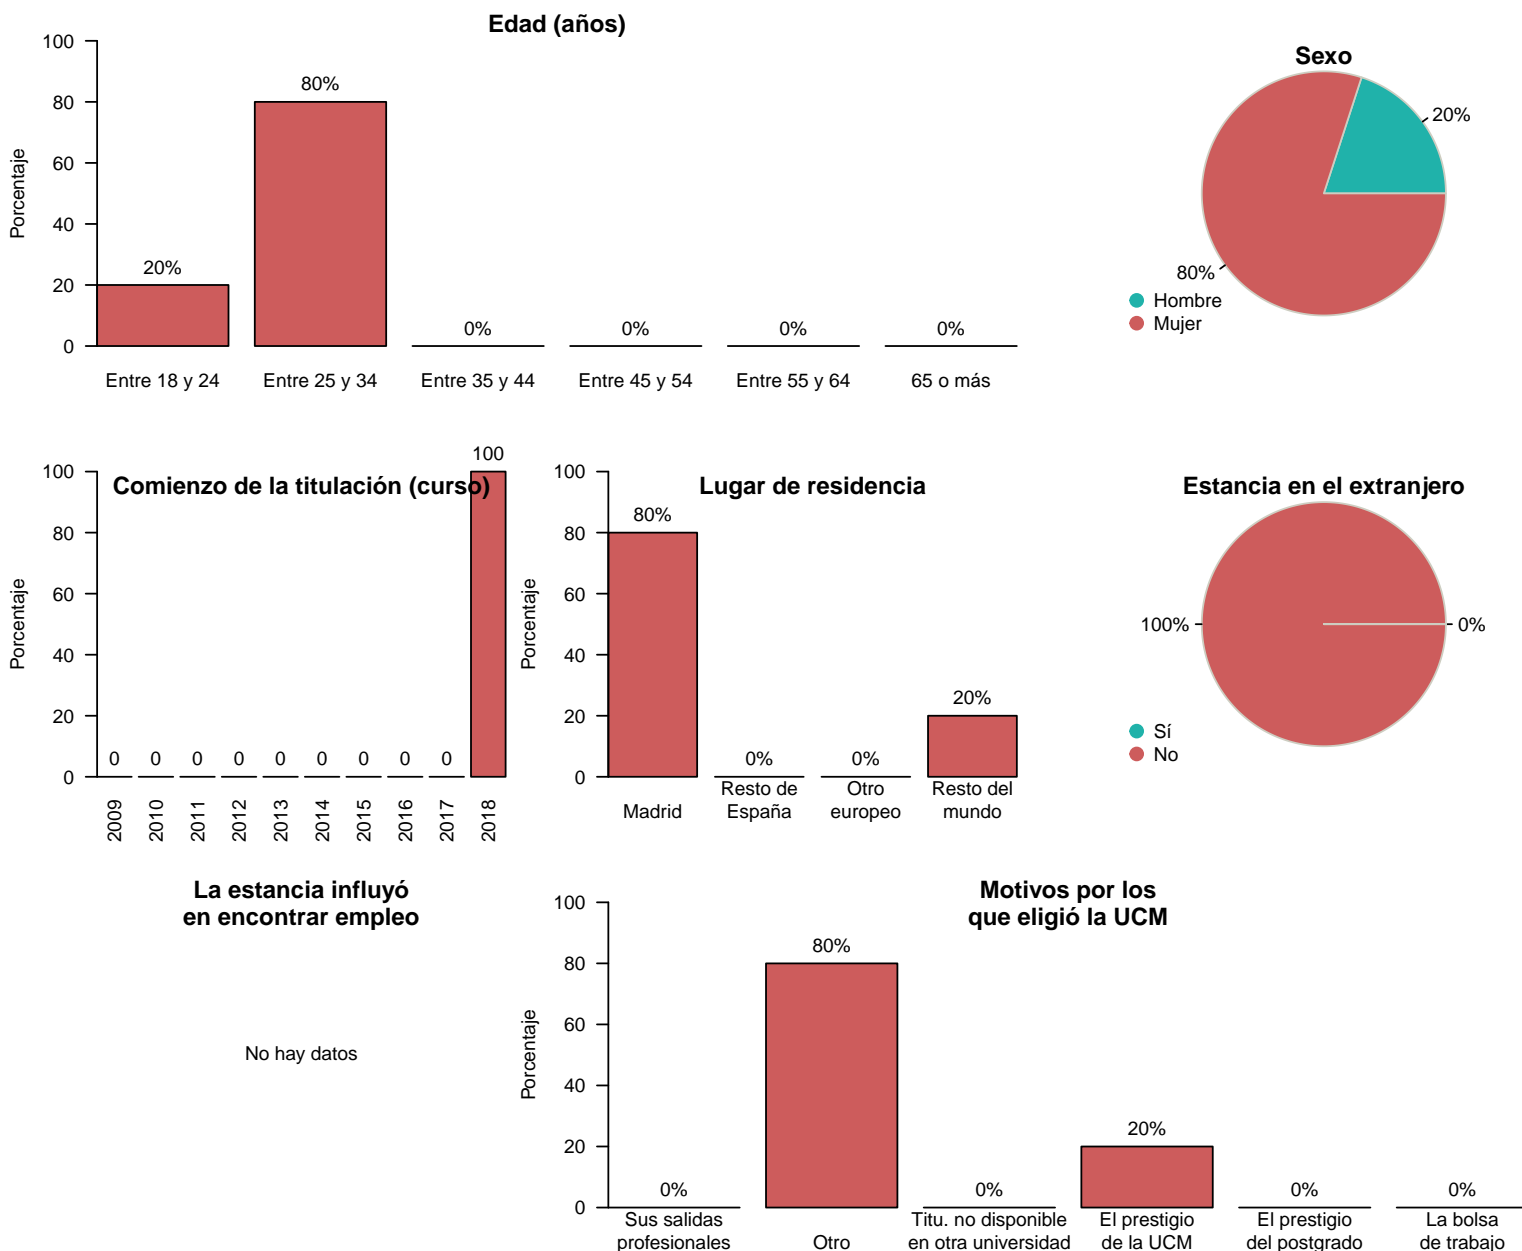 Edad (años)
Porcentaje
100
80
60
40
20
0
20%
80%
0%
0%
0%
0%
Entre 18 y 24
Entre 25 y 34
Entre 35 y 44
Entre 45 y 54
Entre 55 y 64
65 o más
Sexo
20%
80%
Hombre
Mujer
Comienzo de la titulación (curso)
Porcentaje
100
80
60
40
20
0
0
0
0
0
0
0
0
0
0
100
2009
2010
2011
2012
2013
2014
2015
2016
2017
2018
Lugar de residencia
Porcentaje
100
80
60
40
20
0
80%
0%
0%
20%
Madrid
Resto de
España
Otro
europeo
Resto del
mundo
Estancia en el extranjero
100%
0%
Sí
No
La estancia influyó
en encontrar empleo
No hay datos
Motivos por los
que eligió la UCM
Porcentaje
100
80
60
40
20
0
0%
80%
0%
20%
0%
0%
Sus salidas
profesionales
Otro
Titu. no disponible
en otra universidad
El prestigio
de la UCM
El prestigio
del postgrado
La bolsa
de trabajo